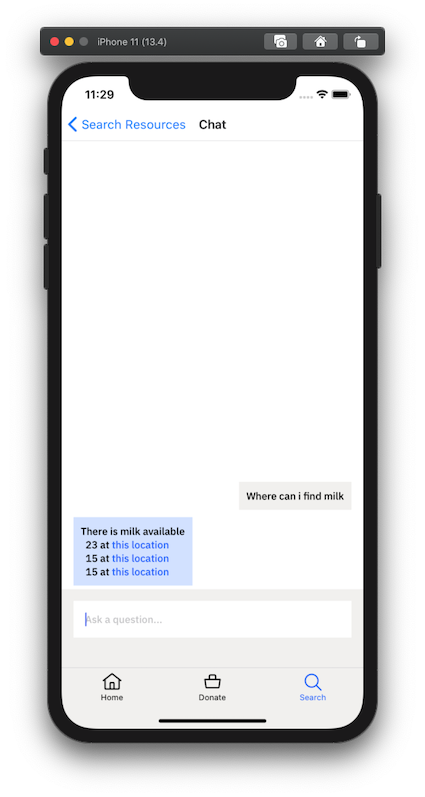 iPhone 11 (13.4)
11:29
Search Resources Chat
Where can i find milk
There is milk available
23 at this location
15 at this location
15 at this location
Ask a question...
Home Donate Search